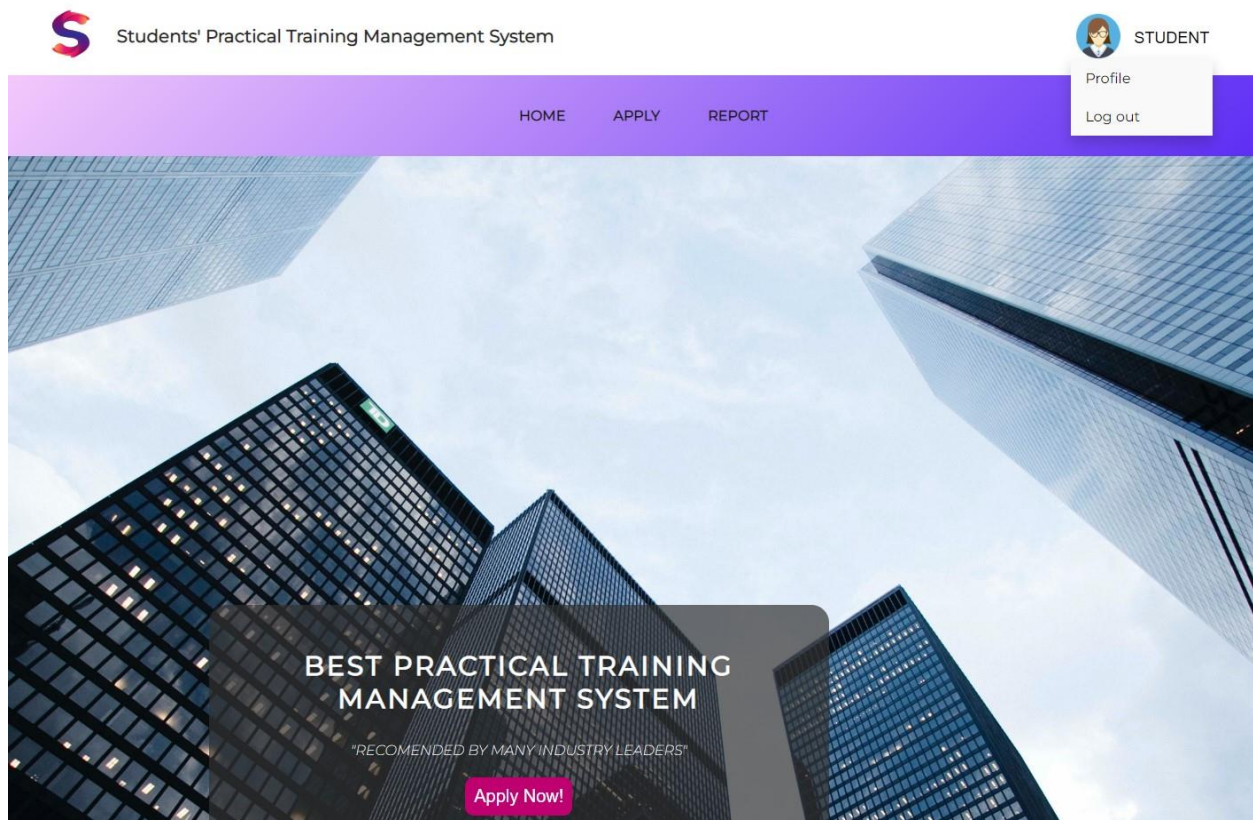 Students' Practical Training Management System
STUDENT
Profile
Log out
HOME APPLY REPORT
TD
BEST PRACTICAL TRAINING
MANAGEMENT SYSTEM
"RECOMENDED BY MANY INDUSTRY LEADERS"
Apply Now!